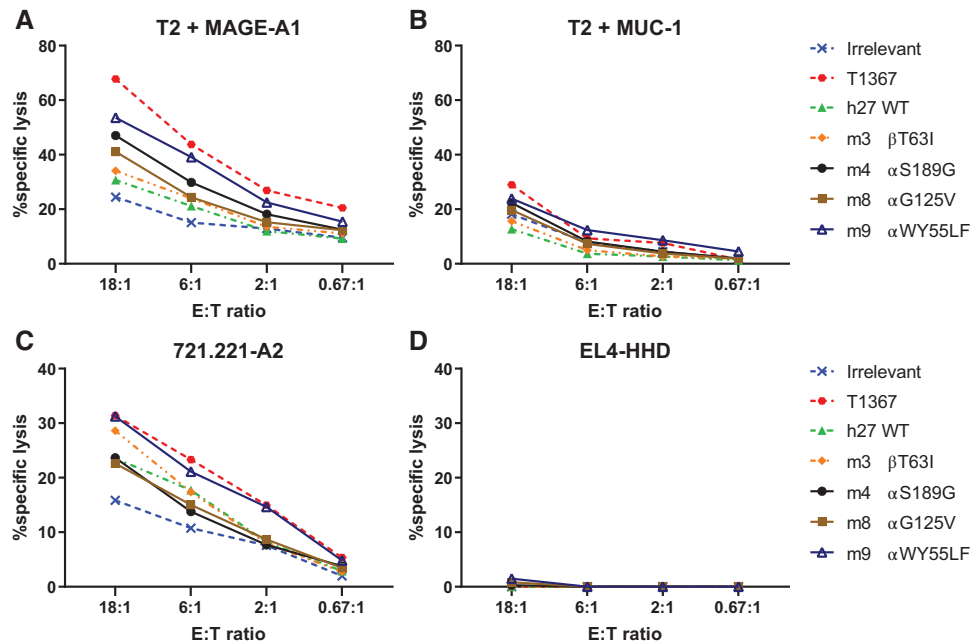 A
T2 + MAGE-A1
%specific lysis
80
60
40
20
0
18:1 6:1 2:1 0.67:1
E:T ratio
B
T2 + MUC-1
%specific lysis
80
60
40
20
0
18:1 6:1 2:1 0.67:1
E:T ratio
Irrelevant
T1367
h27 WT
m3 βT63I
m4 αS189G
m8 αG125V
m9 αWY55LF
C
721.221-A2
%specific lysis
40
30
20
10
0
18:1 6:1 2:1 0.67:1
E:T ratio
D
EL4-HHD
%specific lysis
40
30
20
10
0
18:1 6:1 2:1 0.67:1
E:T ratio
Irrelevant
T1367
h27 WT
m3 βT63I
m4 αS189G
m8 αG125V
m9 αWY55LF